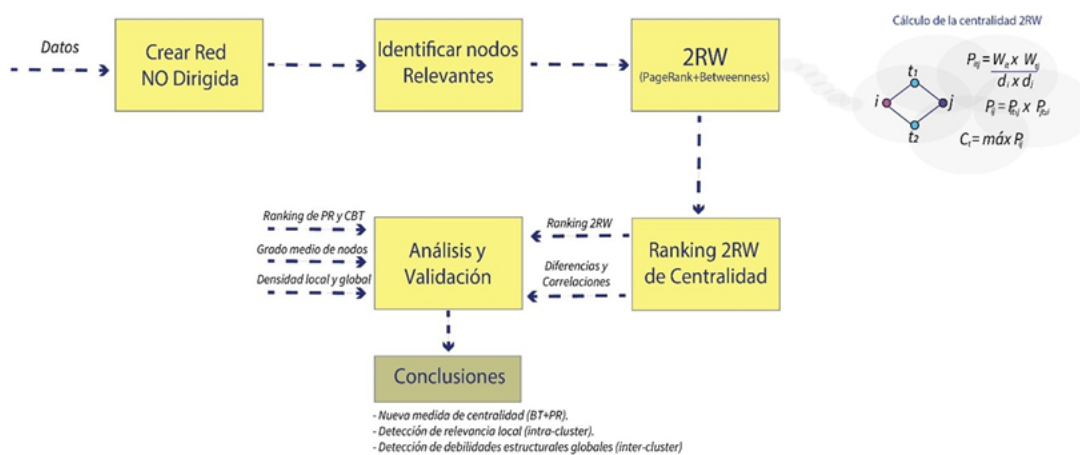 Datos
Crear Red
NO Dirigida
Identificar nodos
Relevantes
2RW
(PageRank+Betweenness)
Cálculo de la centralidad 2RW
i
t₁
t₂
j
C = máx P
Ranking de PR y CBT
Grado medio de nodos
Densidad local y global
Análisis y
Validación
Ranking 2RW
Diferencias y
Correlaciones
Ranking 2RW
de Centralidad
Conclusiones
- Nueva medida de centralidad (BT+PR).
- Detección de relevancia local (intra-cluster).
- Detección de debilidades estructurales globales (inter-cluster)